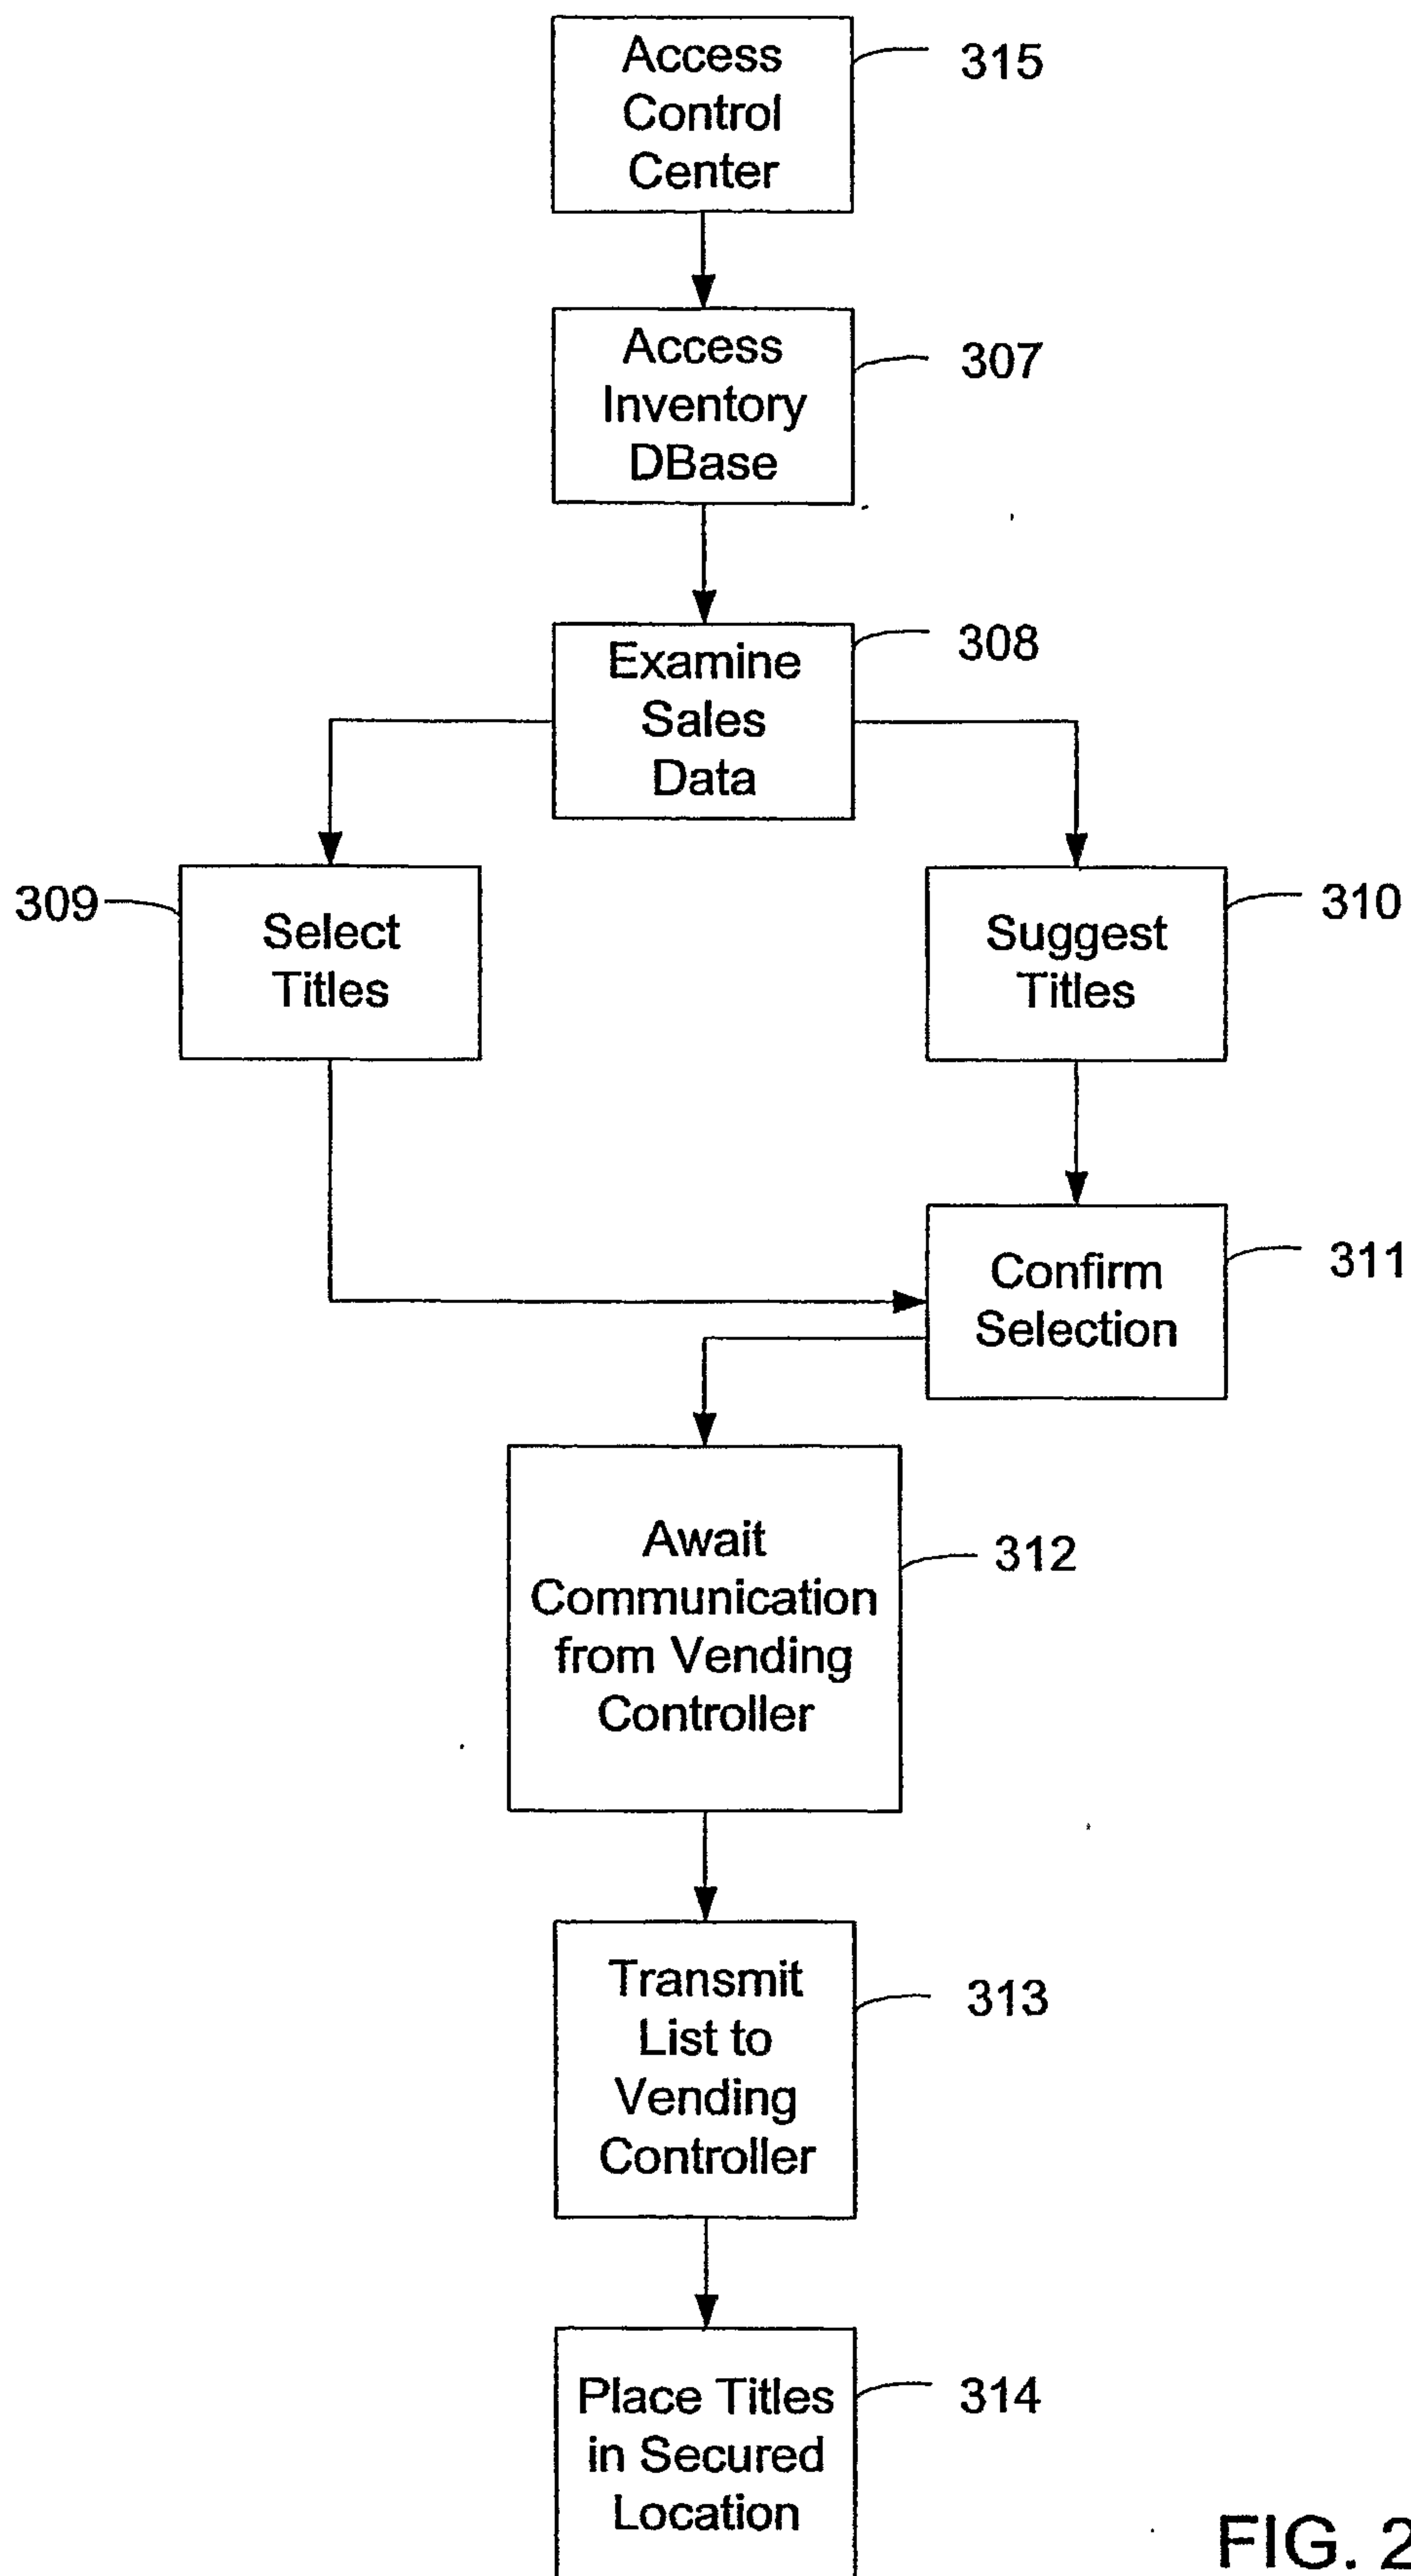 Access
Control
Center
315
Access
Inventory
DBase
307
Examine
Sales
Data
308
309
Select
Titles
Suggest
Titles
310
Confirm
Selection
311
Await
Communication
from Vending
Controller
312
Transmit
List to
Vending
Controller
313
Place Titles
in Secured
Location
314
FIG. 2